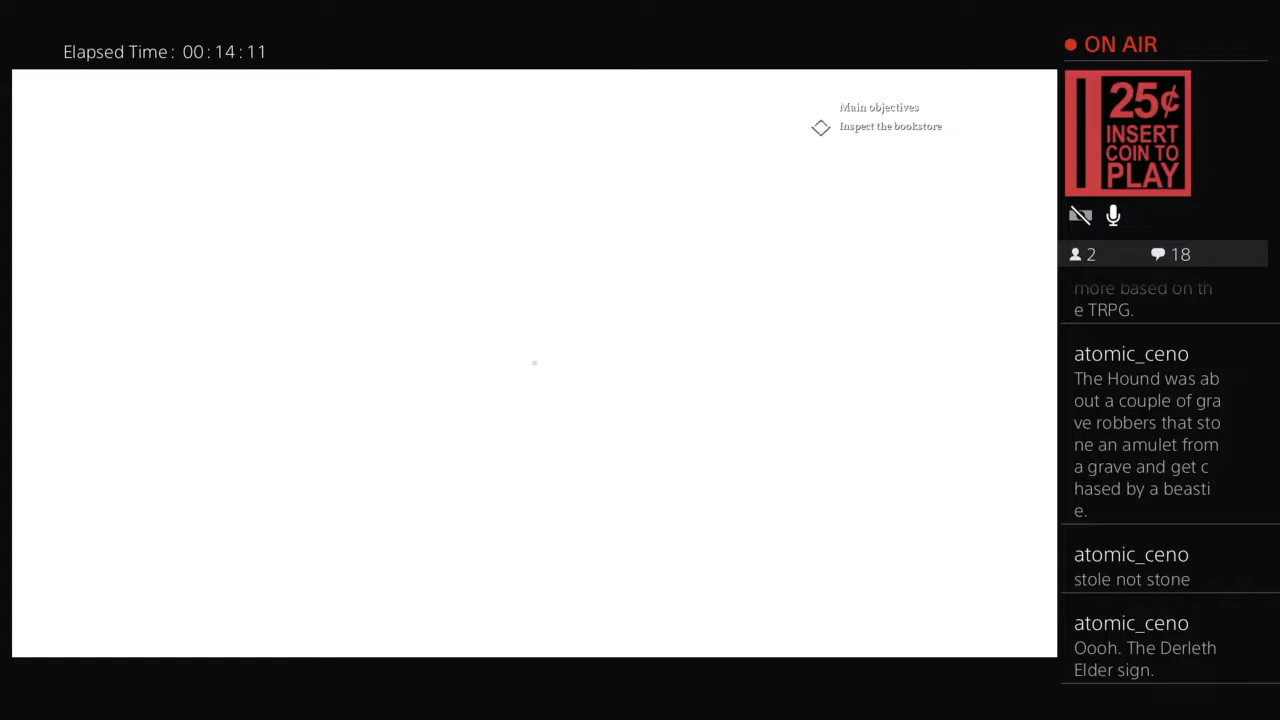 Elapsed Time: 00:14:11
ON AIR
Main objectives
Inspect the bookstore
25¢
INSERT
COIN TO
PLAY
2 18
more based on th
e TRPG.
atomic_ceno
The Hound was ab
out a couple of gra
ve robbers that sto
ne an amulet from
a grave and get c
hased by a beasti
e.
atomic_ceno
stole not stone
atomic_ceno
Oooh. The Derleth
Elder sign.